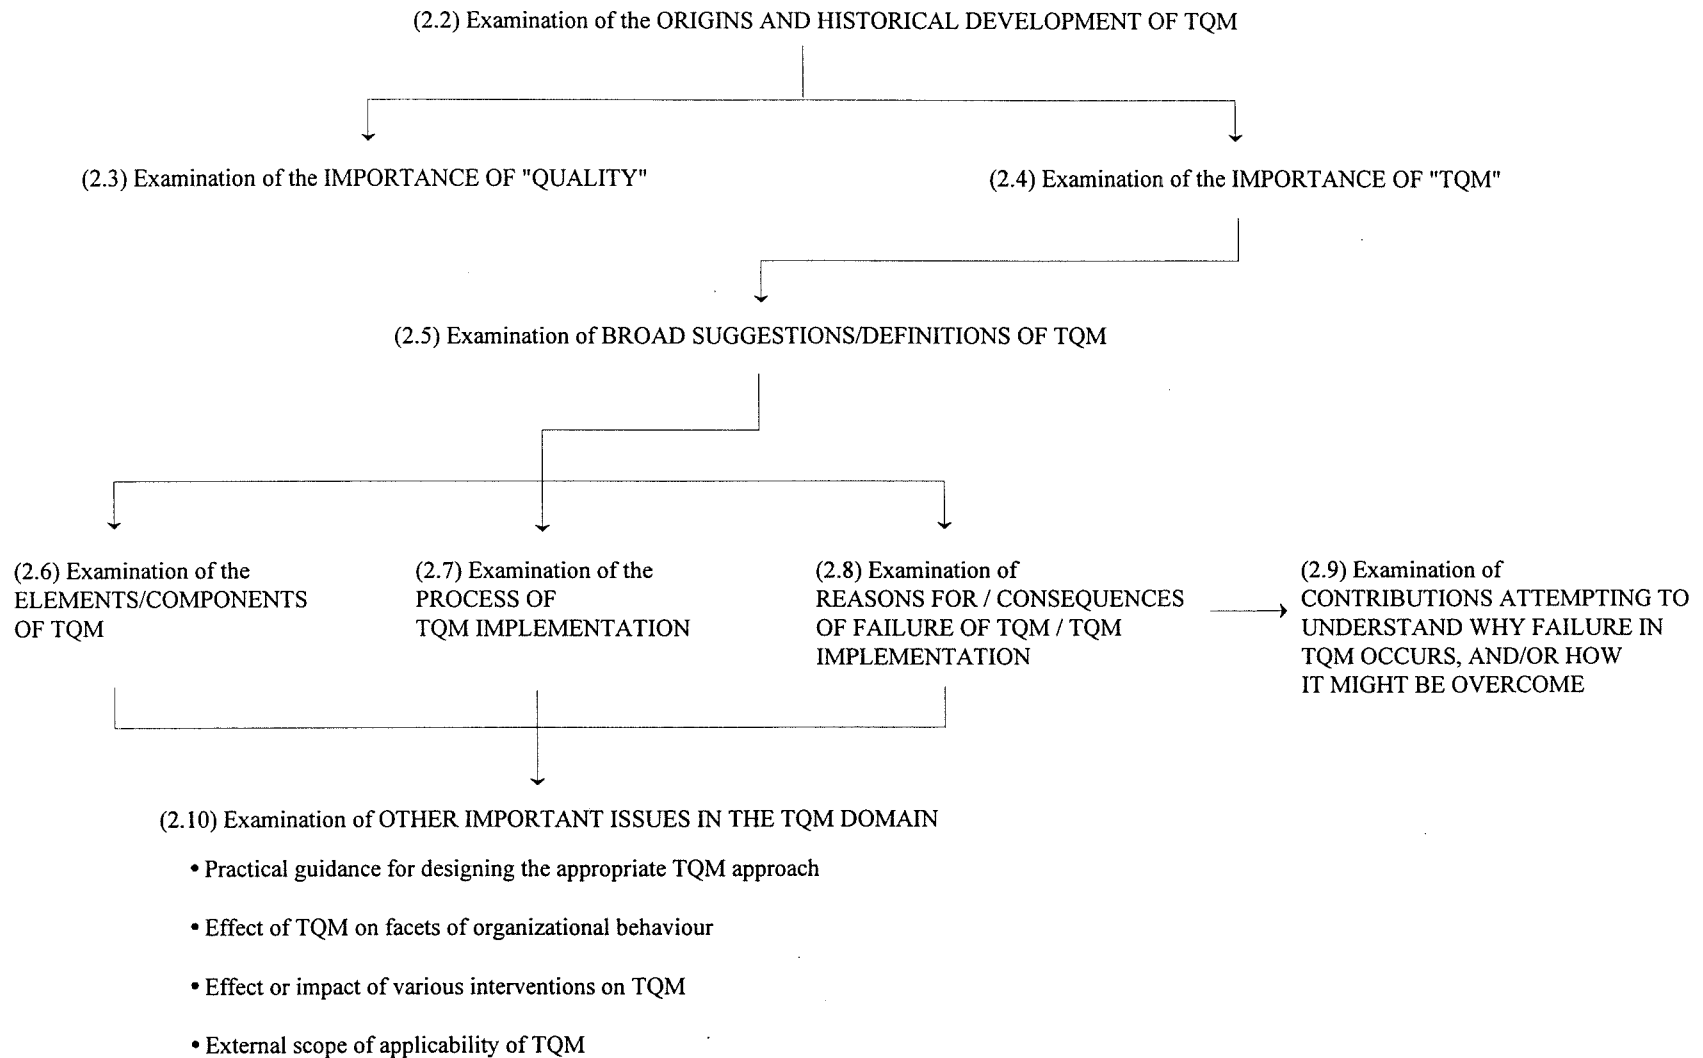 (2.2) Examination of the ORIGINS AND HISTORICAL DEVELOPMENT OF TQM
(2.3) Examination of the IMPORTANCE OF "QUALITY"
(2.4) Examination of the IMPORTANCE OF "TQM"
(2.5) Examination of BROAD SUGGESTIONS/DEFINITIONS OF TQM
(2.6) Examination of the
ELEMENTS/COMPONENTS
OF TQM
(2.7) Examination of the
PROCESS OF
TQM IMPLEMENTATION
(2.8) Examination of
REASONS FOR / CONSEQUENCES
OF FAILURE OF TQM / TQM
IMPLEMENTATION
(2.9) Examination of
CONTRIBUTIONS ATTEMPTING TO
UNDERSTAND WHY FAILURE IN
TQM OCCURS, AND/OR HOW
IT MIGHT BE OVERCOME
(2.10) Examination of OTHER IMPORTANT ISSUES IN THE TQM DOMAIN
• Practical guidance for designing the appropriate TQM approach
• Effect of TQM on facets of organizational behaviour
• Effect or impact of various interventions on TQM
• External scope of applicability of TQM